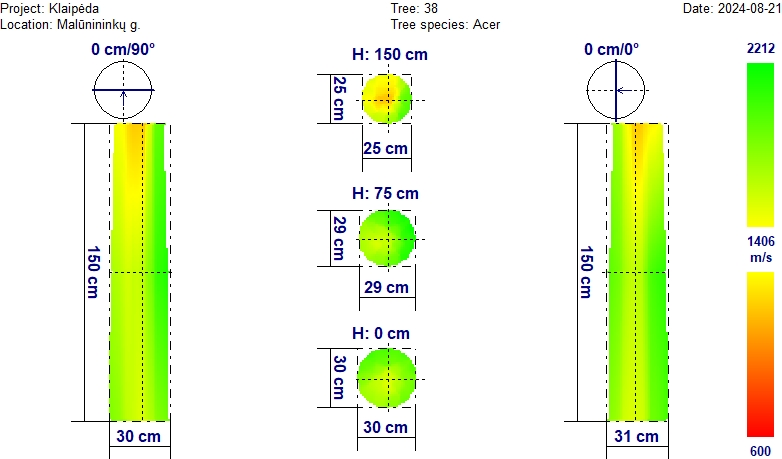 Project: Klaipėda
Tree: 38
Date: 2024-08-21
Location: Malūnininkų g.
Tree species: Acer
0 cm/90°
H: 150 cm
0 cm/0°
2212
25 cm
25 cm
H: 75 cm
29 cm
29 cm
150 cm
150 cm
1406
m/s
H: 0 cm
30 cm
30 cm
30 cm
31 cm
600